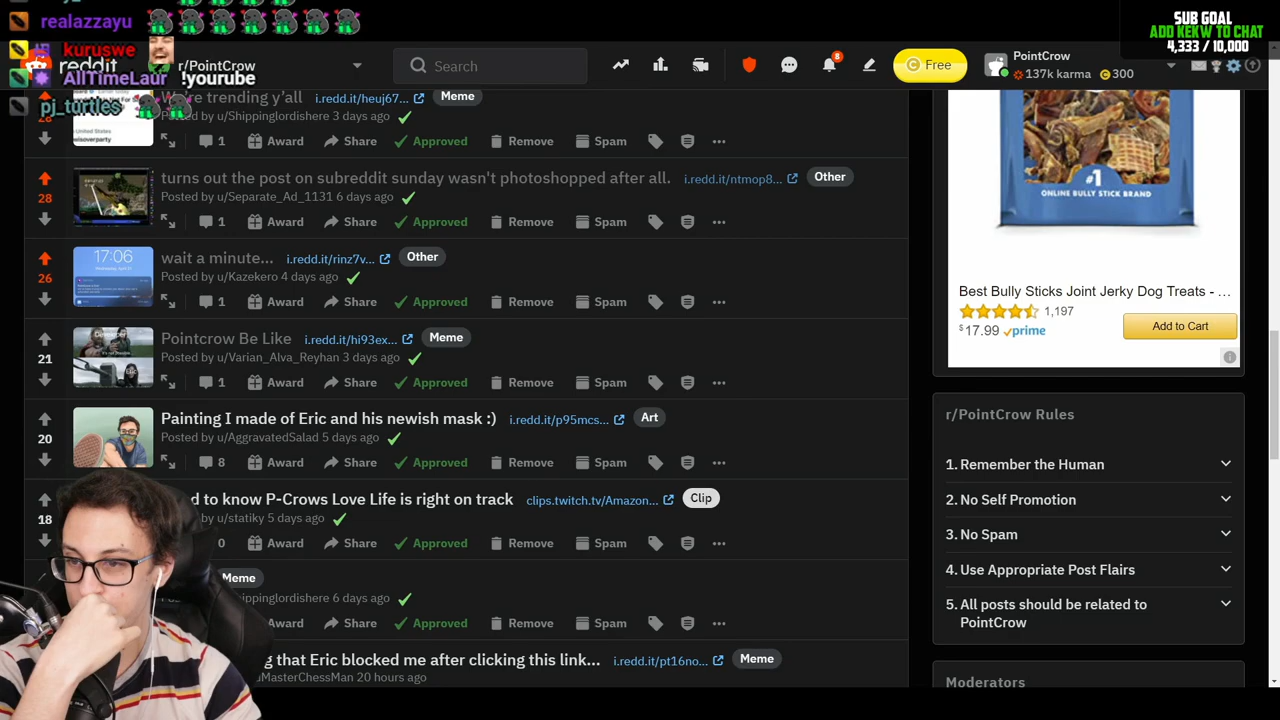 realazzayu
kuruswe
AllTimeLaur !yourube
pj_turtles
reddit
r/PointCrow
Search
8
Free
PointCrow
137k karma
300
SUB GOAL
ADD KEKW TO CHAT
4,333 / 10,000
We're trending y'all i.redd.it/heuj67... Meme
Posted by u/Shippinglordishere 3 days ago
1 Award Share Approved Remove Spam
28
turns out the post on subreddit sunday wasn't photoshopped after all. i.redd.it/ntmop8... Other
Posted by u/Separate_Ad_1131 6 days ago
1 Award Share Approved Remove Spam
17:06
26
wait a minute... i.redd.it/rinz7v... Other
Posted by u/Kazekero 4 days ago
1 Award Share Approved Remove Spam
21
Pointcrow Be Like i.redd.it/hi93ex... Meme
Posted by u/Varian_Alva_Reyhan 3 days ago
1 Award Share Approved Remove Spam
20
Painting I made of Eric and his newish mask :) i.redd.it/p95mcs... Art
Posted by u/AggravatedSalad 5 days ago
8 Award Share Approved Remove Spam
18
d to know P-Crows Love Life is right on track clips.twitch.tv/Amazon... Clip
u/statiky 5 days ago
0 Award Share Approved Remove Spam
Meme
hippinglordishere 6 days ago
Award Share Approved Remove Spam
g that Eric blocked me after clicking this link... i.redd.it/pt16no... Meme
MasterChessMan 20 hours ago
#1
ONLINE BULLY STICK BRAND
Best Bully Sticks Joint Jerky Dog Treats - ...
1,197
$17.99 prime
Add to Cart
r/PointCrow Rules
1. Remember the Human
2. No Self Promotion
3. No Spam
4. Use Appropriate Post Flairs
5. All posts should be related to
PointCrow
Moderators